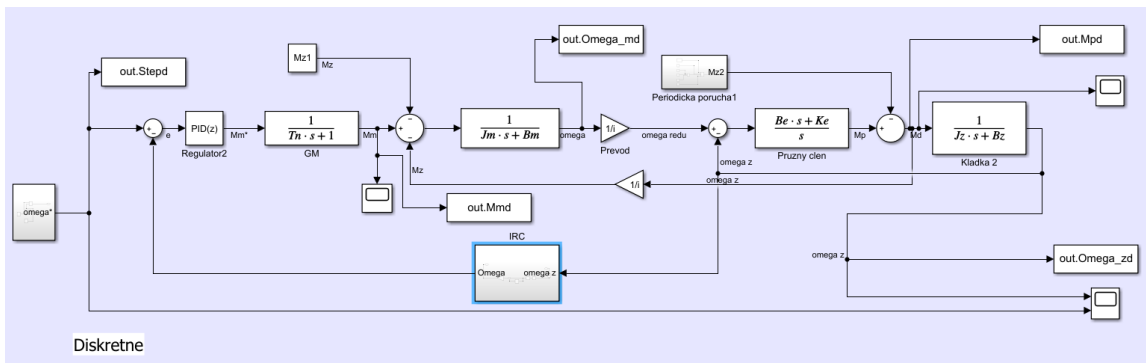 out.Stepd
Mz1
Mz
out.Omega_md
Mz2
Periodicka porucha1
out.Mpd
+
−
e
PID(z)
Regulator2
Mm*
1
Tn · s + 1
GM
Mm
+
−
−
Mz
1
Jm · s + Bm
omega
1/i
Prevod
omega redu
+
−
omega z
Be · s + Ke
s
Pruzny clen
Mp
+
−
−
Md
1
Jz · s + Bz
Kladka 2
omega z
1/i
out.Mmd
omega*
IRC
Omega
omega z
omega z
out.Omega_zd
Diskretne